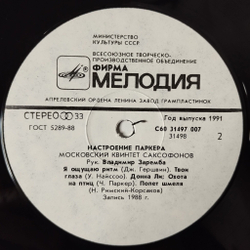 МИНИСТЕРСТВО
КУЛЬТУРЫ СССР
ВСЕСОЮЗНОЕ ТВОРЧЕСКО-
ПРОИЗВОДСТВЕННОЕ ОБЪЕДИНЕНИЕ
ФИРМА
МЕЛОДИЯ
АПРЕЛЕВСКИЙ ОРДЕНА ЛЕНИНА ЗАВОД ГРАМПЛАСТИНОК
СТЕРЕО 33
Год выпуска 1991
ГОСТ 5289-88
С60 31497 007
31498
2
НАСТРОЕНИЕ ПАРКЕРА
МОСКОВСКИЙ КВИНТЕТ САКСОФОНОВ
Рук. Владимир Заремба
Я ощущаю ритм (Дж. Гершвин). Твои
глаза (У. Найссоо). Донна Ли; Охота
на птиц (Ч. Паркер). Полет шмеля
(Н. Римский-Корсаков)
Запись 1986 г.